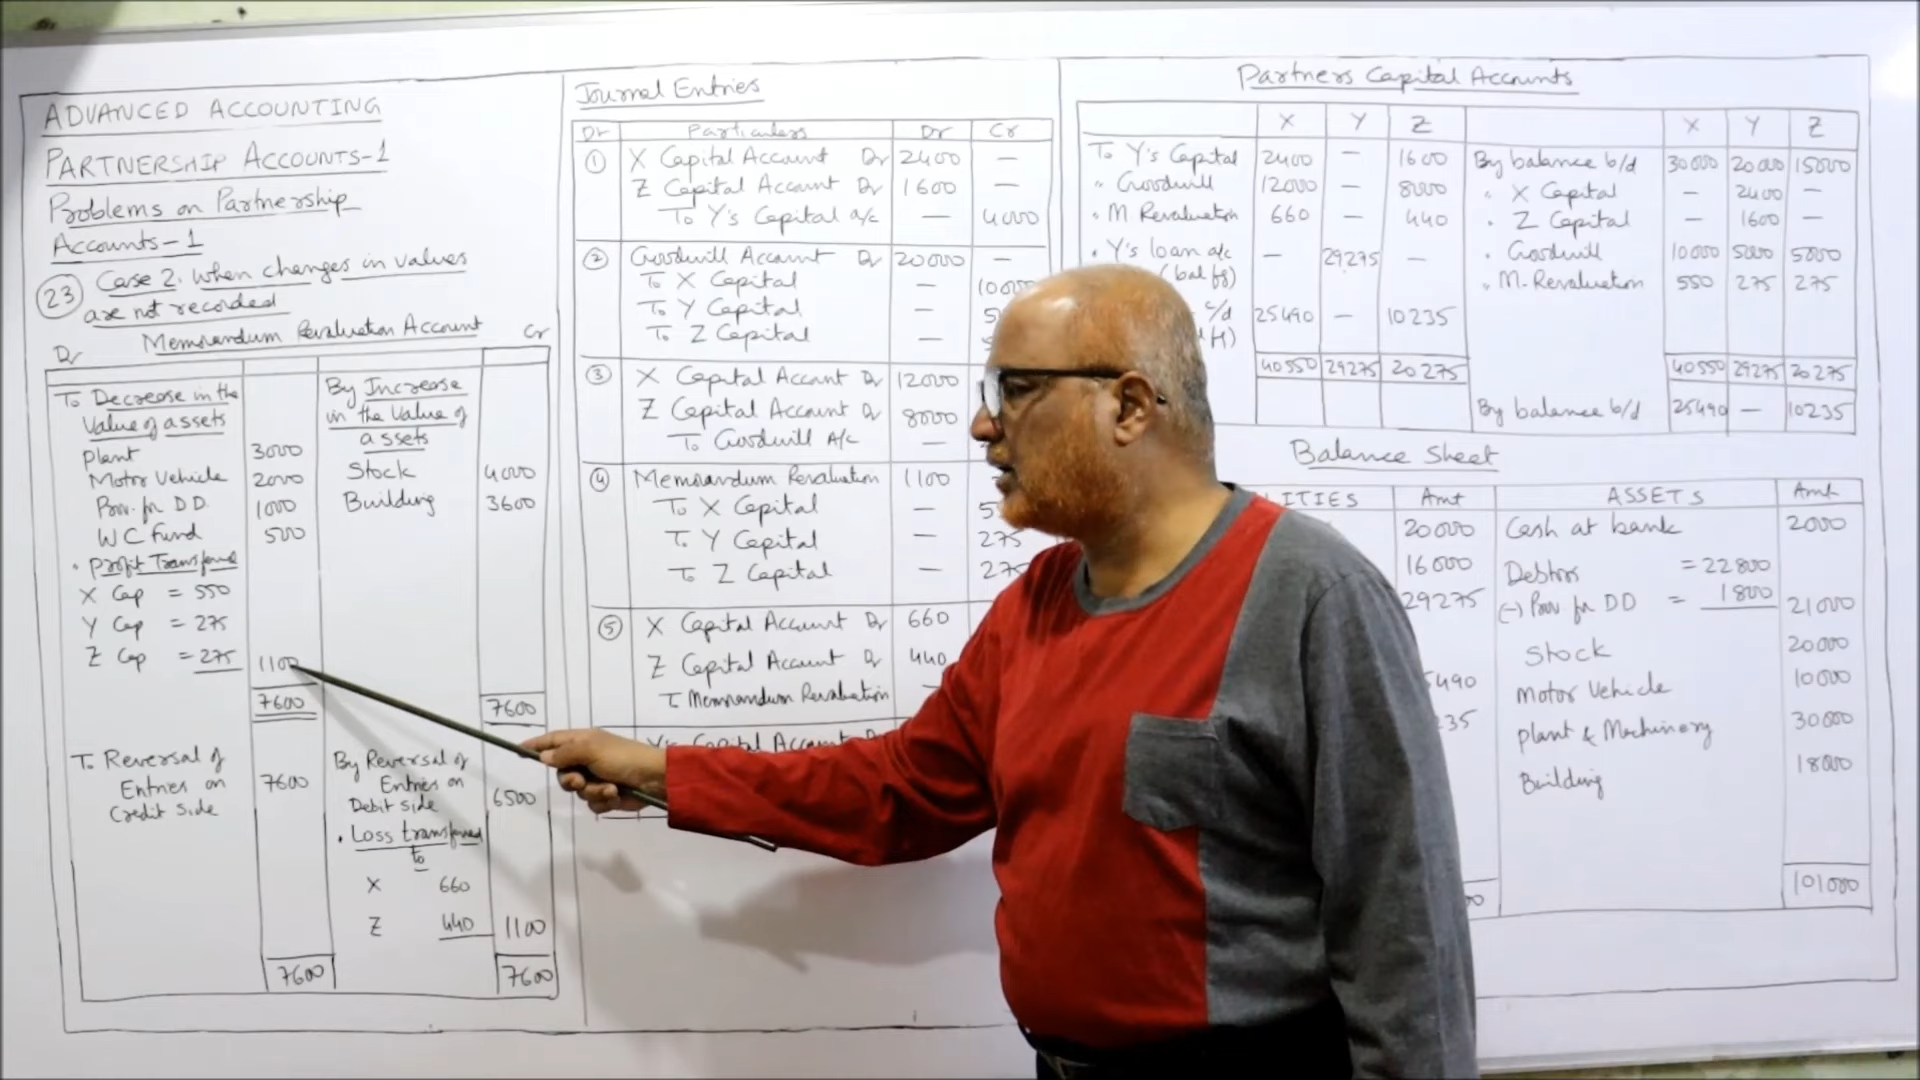 ADVANCED ACCOUNTING
PARTNERSHIP ACCOUNTS-1
Problems on Partnership
Accounts-1
23 Case 2. When changes in values
are not recorded
Memorandum Revaluation Account
Dr Cr
To Decrease in the
Value of assets
Plant 3000
Motor Vehicle 2000
Prov. for DD 1000
WC Fund 500
" Profit Transferred
X Cap = 550
Y Cap = 275
Z Cap = 275 1100
7600
By Increase
in the Value of
assets
Stock 4000
Building 3600
7600
To Reversal of
Entries on 7600
Credit side
7600
By Reversal of
Entries on
Debit side 6500
" Loss transferred
to
X 660
Z 440 1100
7600
Journal Entries
Dr Particulars Dr Cr
1 X Capital Account Dr 2400 —
Z Capital Account Dr 1600 —
To Y's Capital a/c — 4000
2 Goodwill Account Dr 20000 —
To X Capital —
To Y Capital —
To Z Capital —
3 X Capital Account Dr 12000
Z Capital Account Dr 8000
To Goodwill A/c —
4 Memorandum Revaluation 1100
To X Capital —
To Y Capital — 275
To Z Capital — 275
5 X Capital Account Dr 660
Z Capital Account Dr 440
To Memorandum Revaluation —
Y's Capital Account Dr
Partners Capital Accounts
X Y Z X Y Z
To Y's Capital 2400 — 1600 By balance b/d 30000 20000 15000
" Goodwill 12000 — 8000 " X Capital — 2400 —
" M Revaluation 660 — 440 " Z Capital — 1600 —
" Y's loan a/c — 29275 — " Goodwill 10000 5000 5000
(bal fg) " M-Revaluation 550 275 275
c/d 25490 — 10235
40550 29275 20275 40550 29275 20275
By balance b/d 25490 — 10235
Balance Sheet
LITIES Amt ASSETS Amt
20000 Cash at bank 2000
16000 Debtors = 22800
29275 (-) Prov for DD = 1800 21000
Stock 20000
5490 Motor Vehicle 10000
235 Plant & Machinery 30000
Building 18000
101000